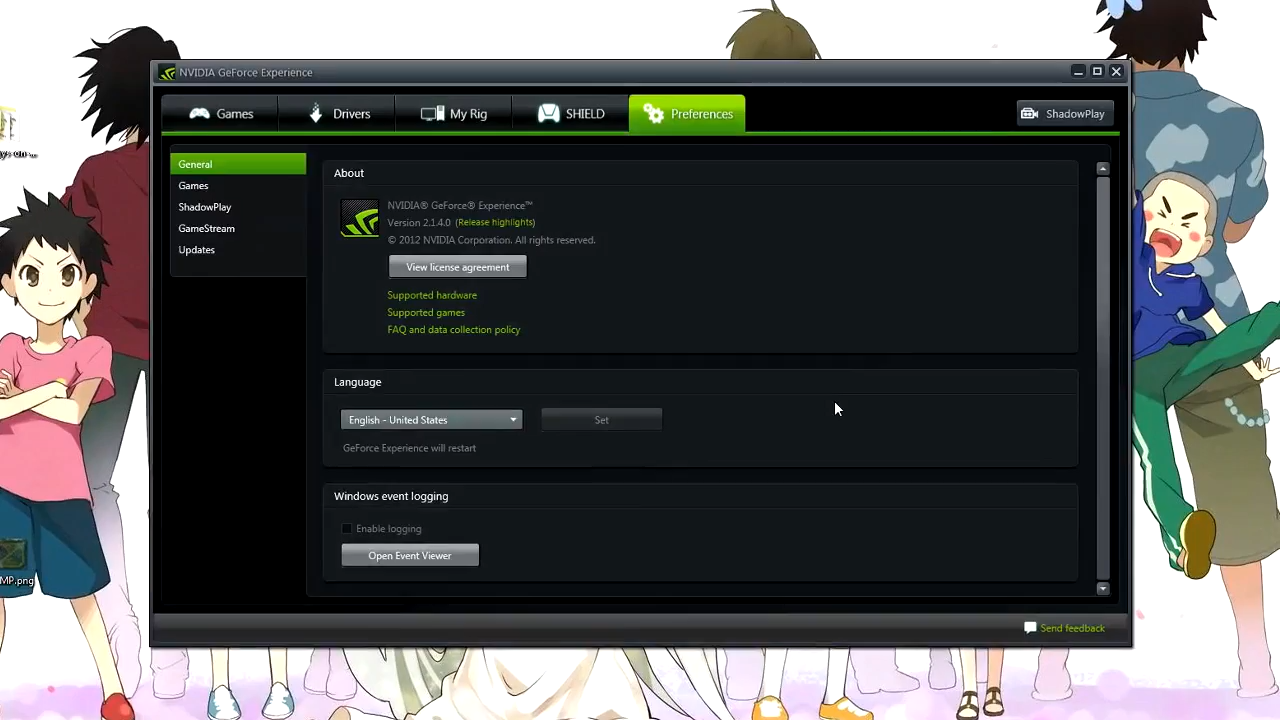 NVIDIA GeForce Experience
Games
Drivers
My Rig
SHIELD
Preferences
ShadowPlay
General
Games
ShadowPlay
GameStream
Updates
About
NVIDIA® GeForce® Experience™
Version 2.1.4.0 (Release highlights)
© 2012 NVIDIA Corporation. All rights reserved.
View license agreement
Supported hardware
Supported games
FAQ and data collection policy
Language
English - United States
Set
GeForce Experience will restart
Windows event logging
Enable logging
Open Event Viewer
Send feedback
MP.png